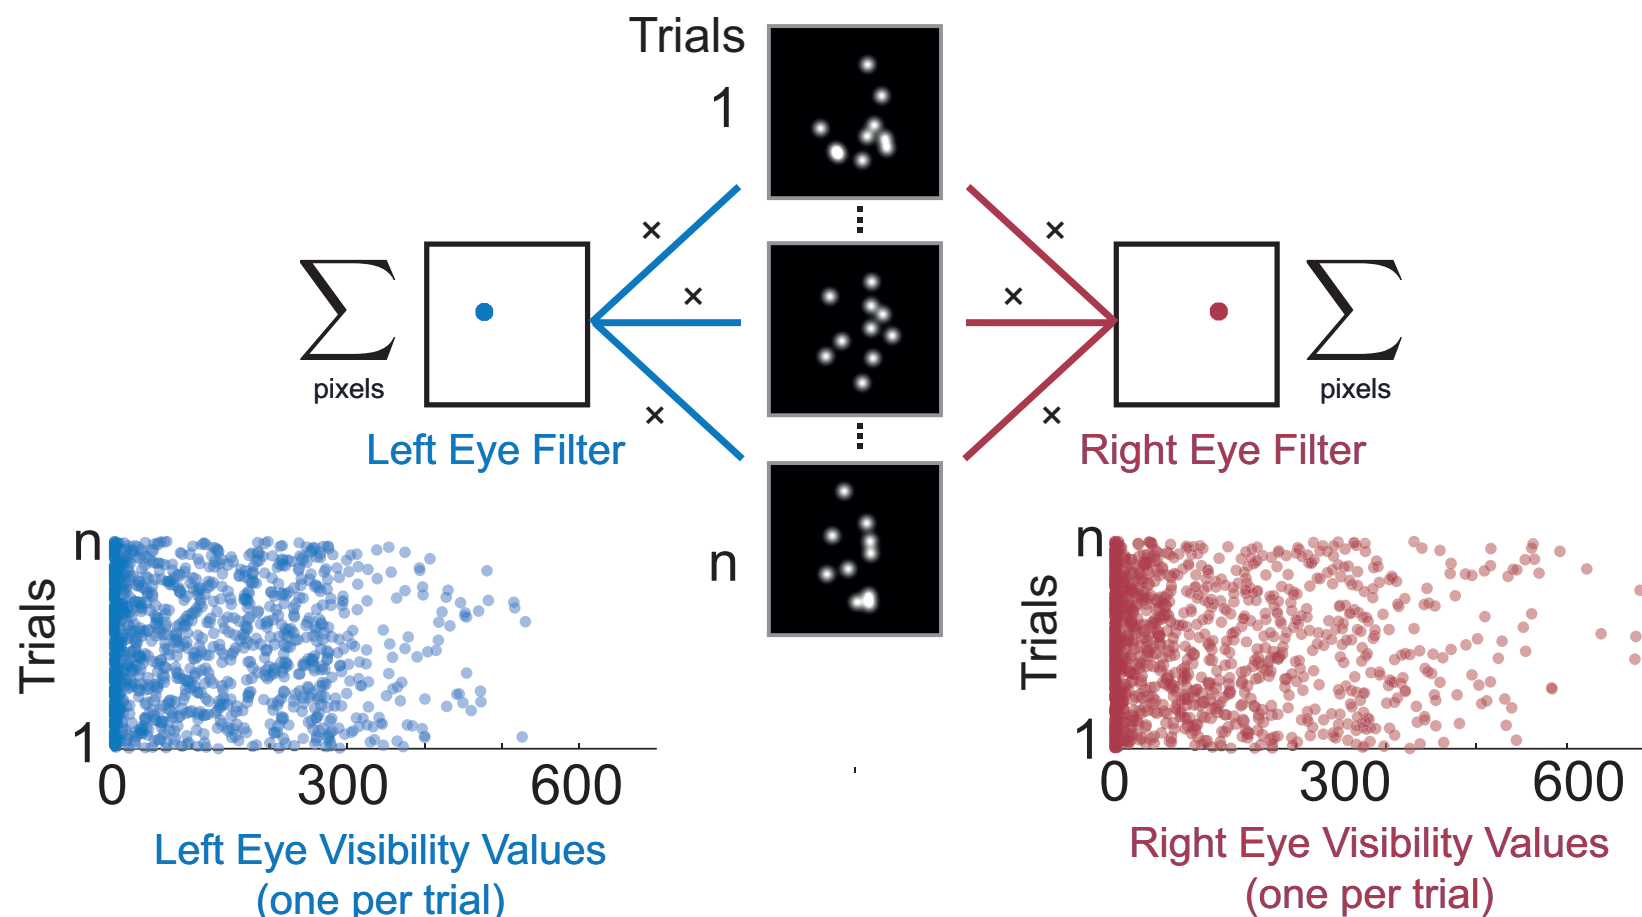 Trials
1
×
×
×
×
×
×
∑
pixels
∑
pixels
Left Eye Filter
Right Eye Filter
n
n
Trials
1
0
300
600
Left Eye Visibility Values
(one per trial)
n
Trials
1
0
300
600
Right Eye Visibility Values
(one per trial)